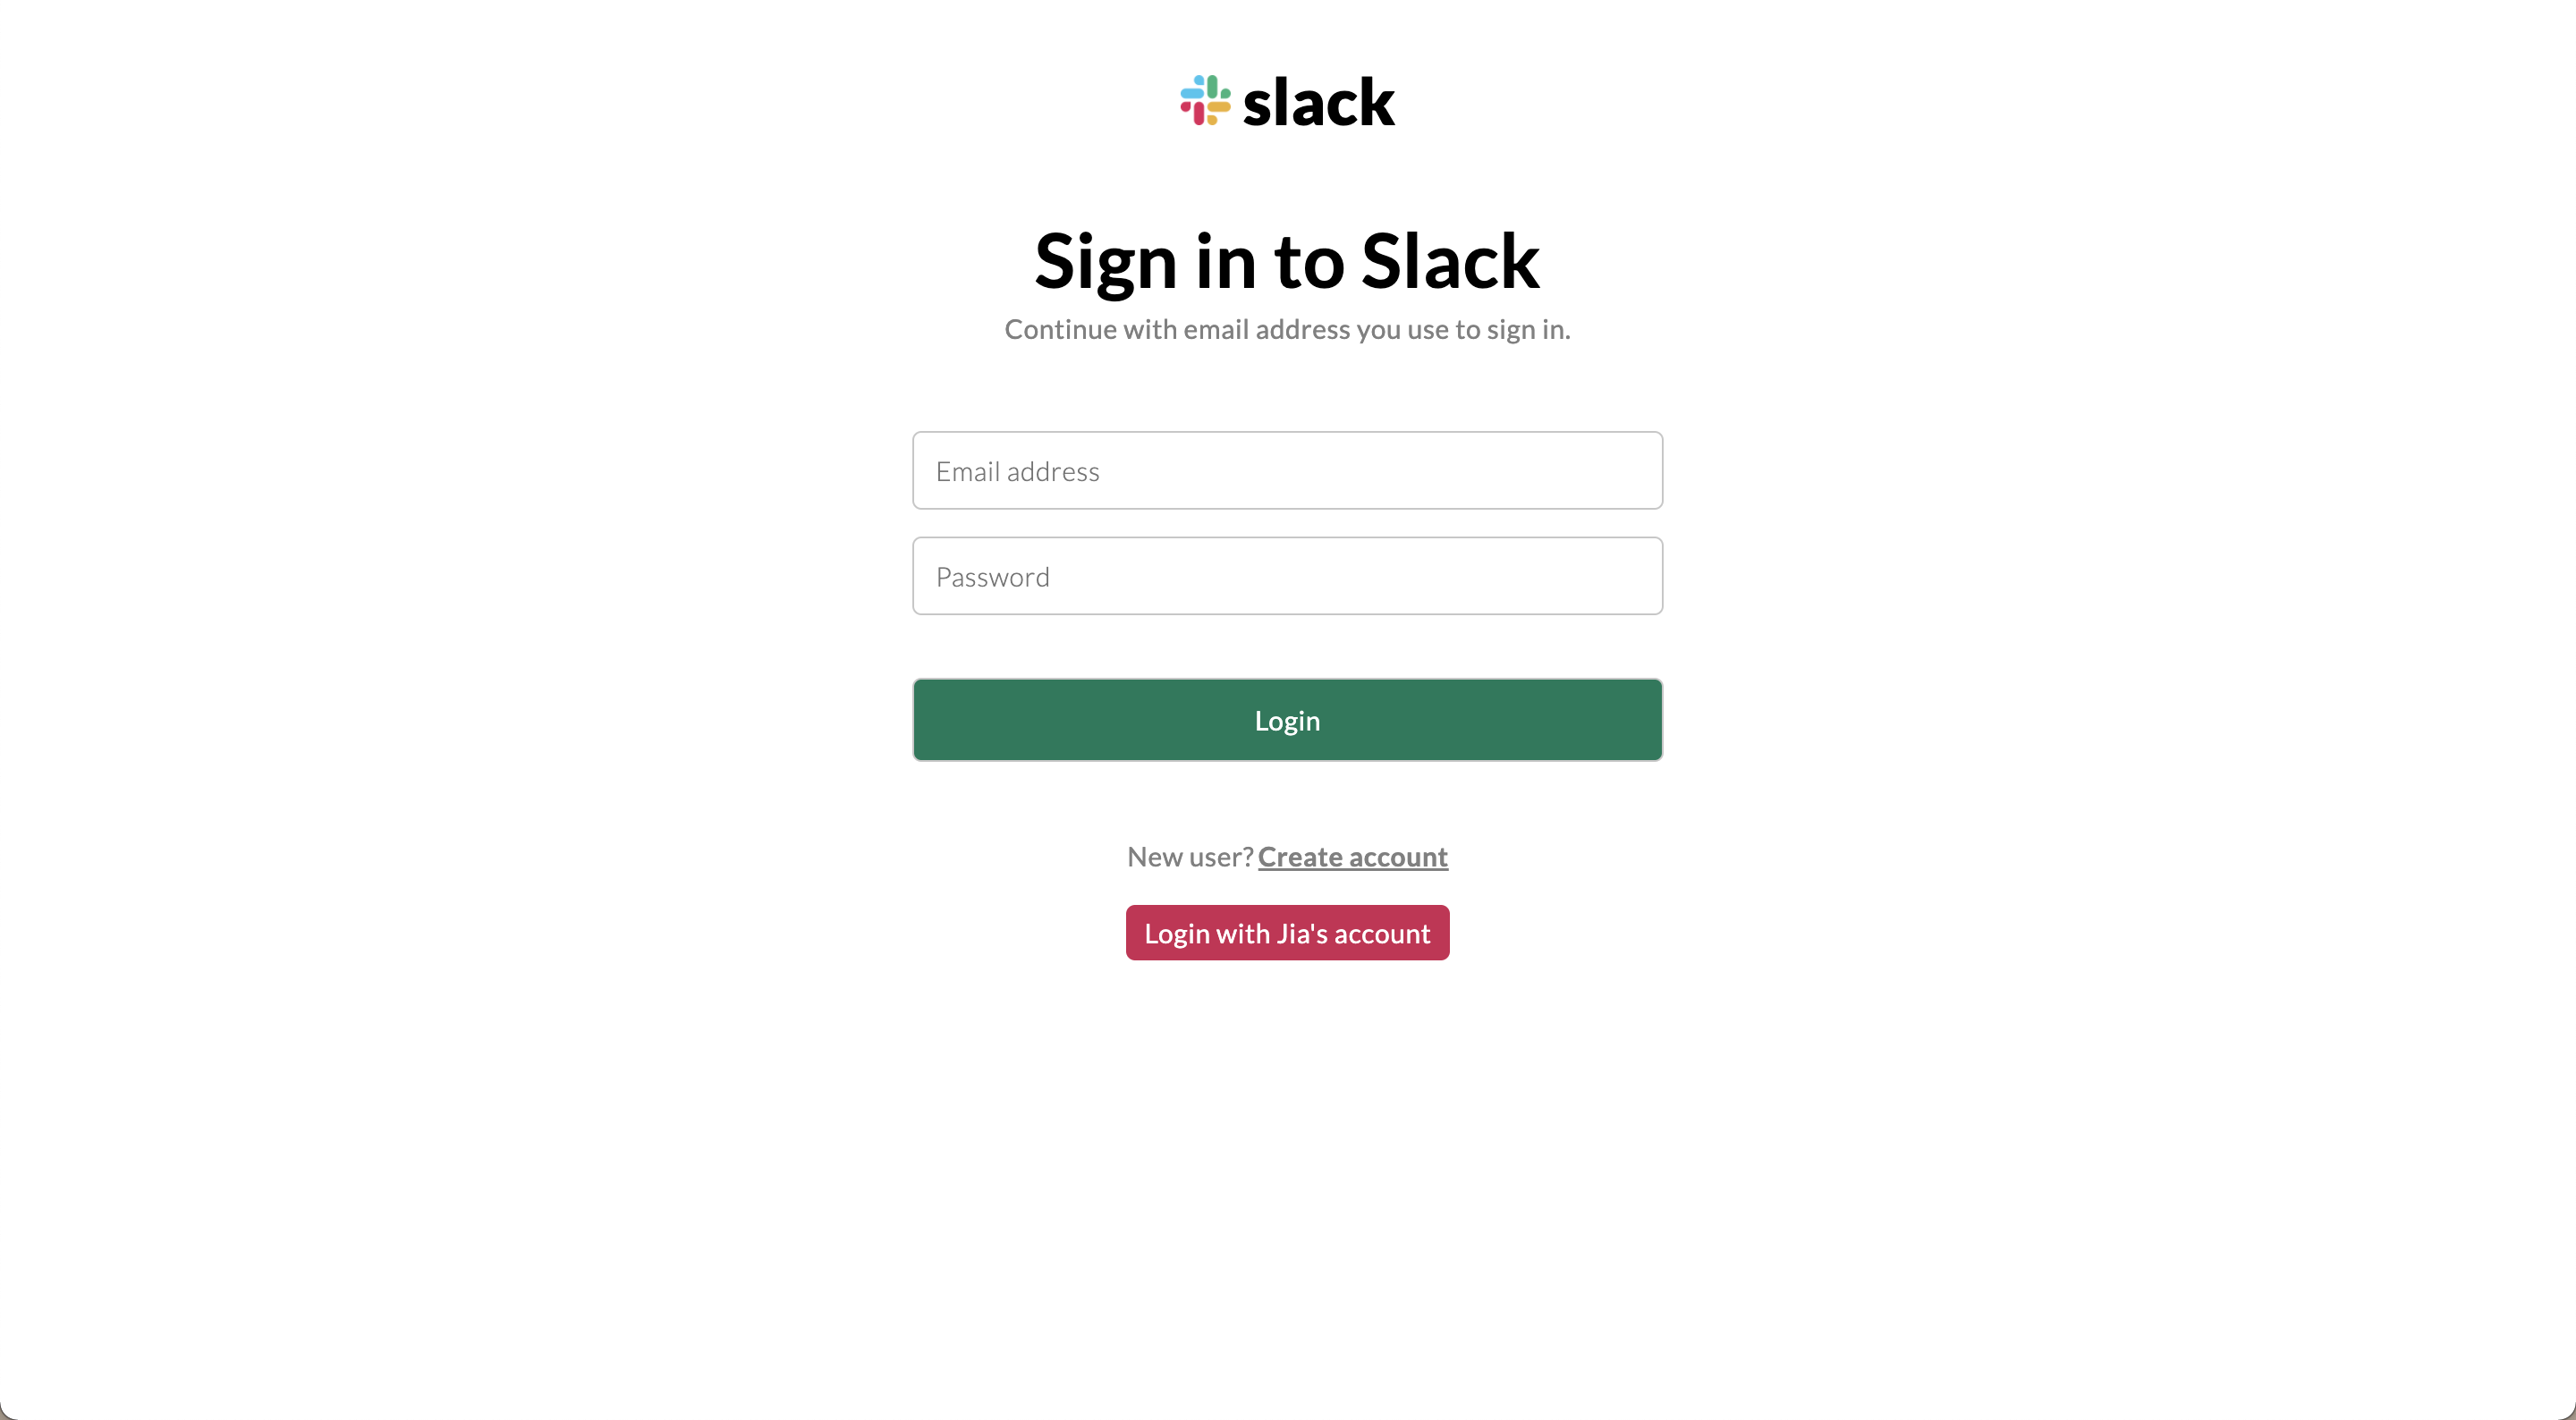 slack
Sign in to Slack
Continue with email address you use to sign in.
Email address
Password
Login
New user? Create account
Login with Jia's account